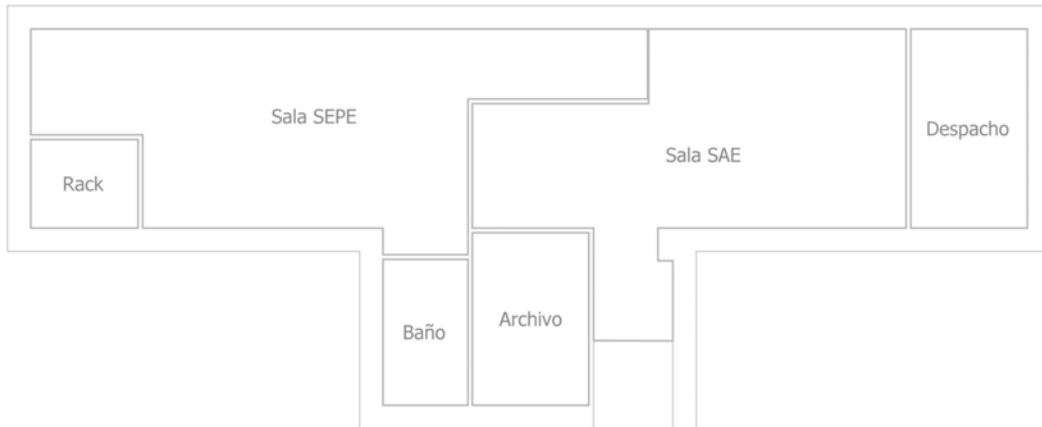 Sala SEPE
Despacho
Sala SAE
Rack
Archivo
Baño